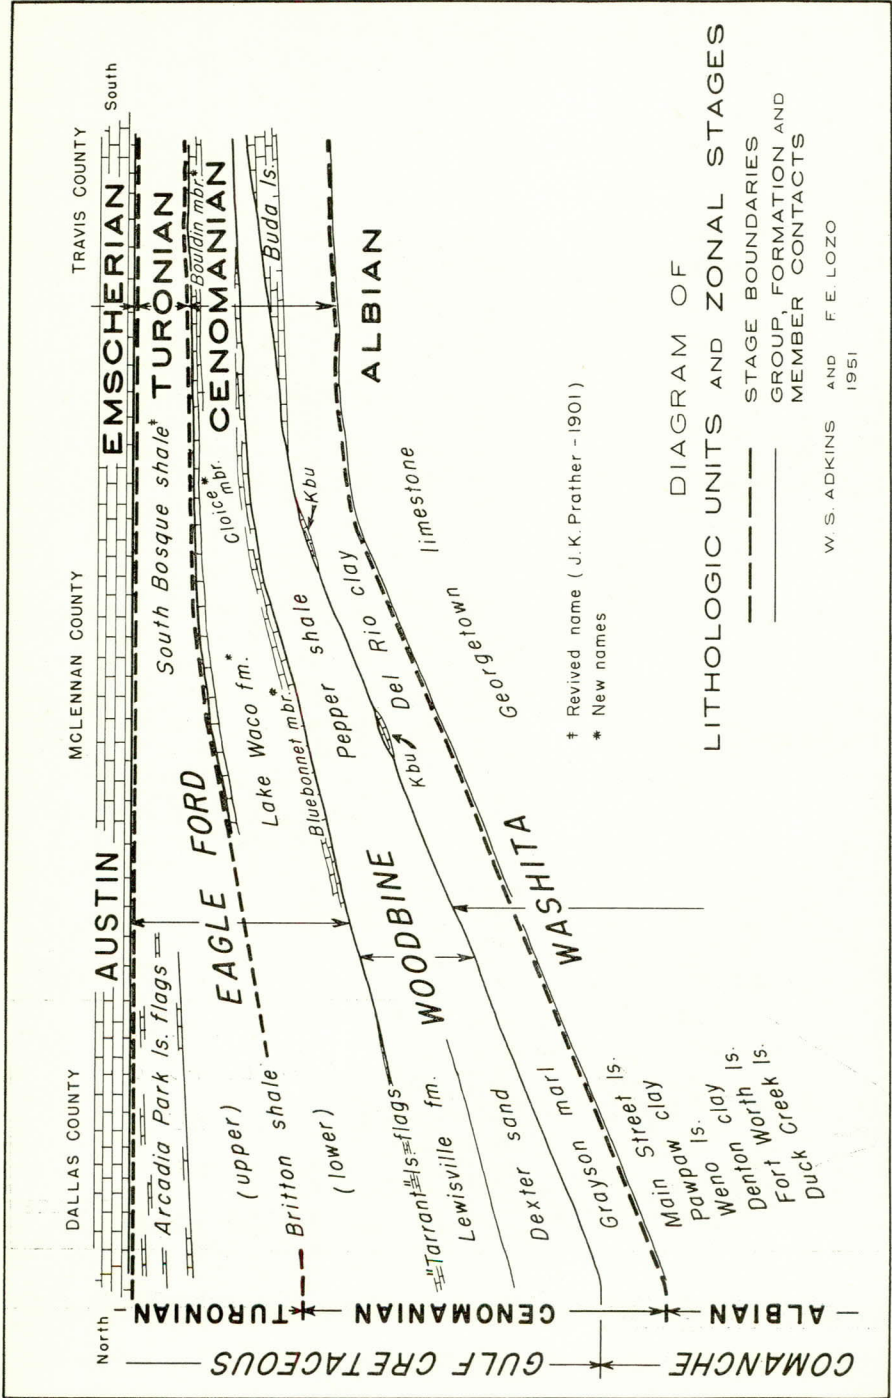 North
DALLAS COUNTY
MCLENNAN COUNTY
TRAVIS COUNTY
South
AUSTIN
EMSCHERIAN
Arcadia Park ls. flags
South Bosque shale*
TURONIAN
EAGLE FORD
(upper)
Britton shale
(lower)
Lake Waco fm.*
Cloice* mbr.
Bouldin mbr.*
CENOMANIAN
Bluebonnet mbr.*
"Tarrant" ls. flags
Lewisville fm.
WOODBINE
Pepper shale
Kbu
Buda ls.
Dexter sand
Kbu
Del Rio clay
Grayson marl
ALBIAN
WASHITA
Georgetown limestone
Main Street ls.
Pawpaw clay
Weno ls.
Denton clay
Fort Worth ls.
Duck Creek ls.
TURONIAN
CENOMANIAN
ALBIAN
GULF CRETACEOUS
COMANCHE
‡ Revived name (J.K. Prather - 1901)
* New names
DIAGRAM OF
LITHOLOGIC UNITS AND ZONAL STAGES
STAGE BOUNDARIES
GROUP, FORMATION AND
MEMBER CONTACTS
W. S. ADKINS AND F. E. LOZO
1951